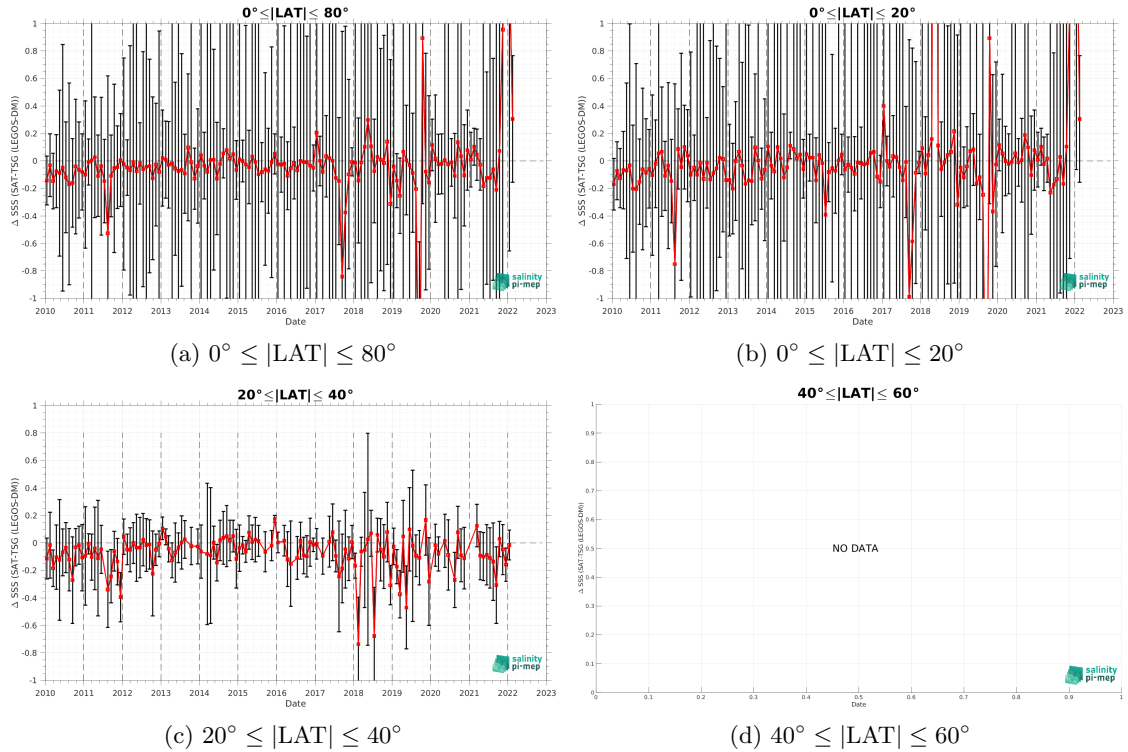 0°≤|LAT|≤ 80°
1
0.8
0.6
0.4
0.2
0
-0.2
-0.4
-0.6
-0.8
-1
Δ SSS (SAT-TSG (LEGOS-DM))
2010 2011 2012 2013 2014 2015 2016 2017 2018 2019 2020 2021 2022 2023
Date
salinity
pi-mep
(a) 0° ≤ |LAT| ≤ 80°
0°≤|LAT|≤ 20°
1
0.8
0.6
0.4
0.2
0
-0.2
-0.4
-0.6
-0.8
-1
Δ SSS (SAT-TSG (LEGOS-DM))
2010 2011 2012 2013 2014 2015 2016 2017 2018 2019 2020 2021 2022 2023
Date
salinity
pi-mep
(b) 0° ≤ |LAT| ≤ 20°
20°≤|LAT|≤ 40°
1
0.8
0.6
0.4
0.2
0
-0.2
-0.4
-0.6
-0.8
-1
Δ SSS (SAT-TSG (LEGOS-DM))
2010 2011 2012 2013 2014 2015 2016 2017 2018 2019 2020 2021 2022 2023
Date
salinity
pi-mep
(c) 20° ≤ |LAT| ≤ 40°
40°≤|LAT|≤ 60°
1
0.9
0.8
0.7
0.6
0.5
0.4
0.3
0.2
0.1
0
Δ SSS (SAT-TSG (LEGOS-DM))
NO DATA
0 0.1 0.2 0.3 0.4 0.5 0.6 0.7 0.8 0.9 1
Date
salinity
pi-mep
(d) 40° ≤ |LAT| ≤ 60°